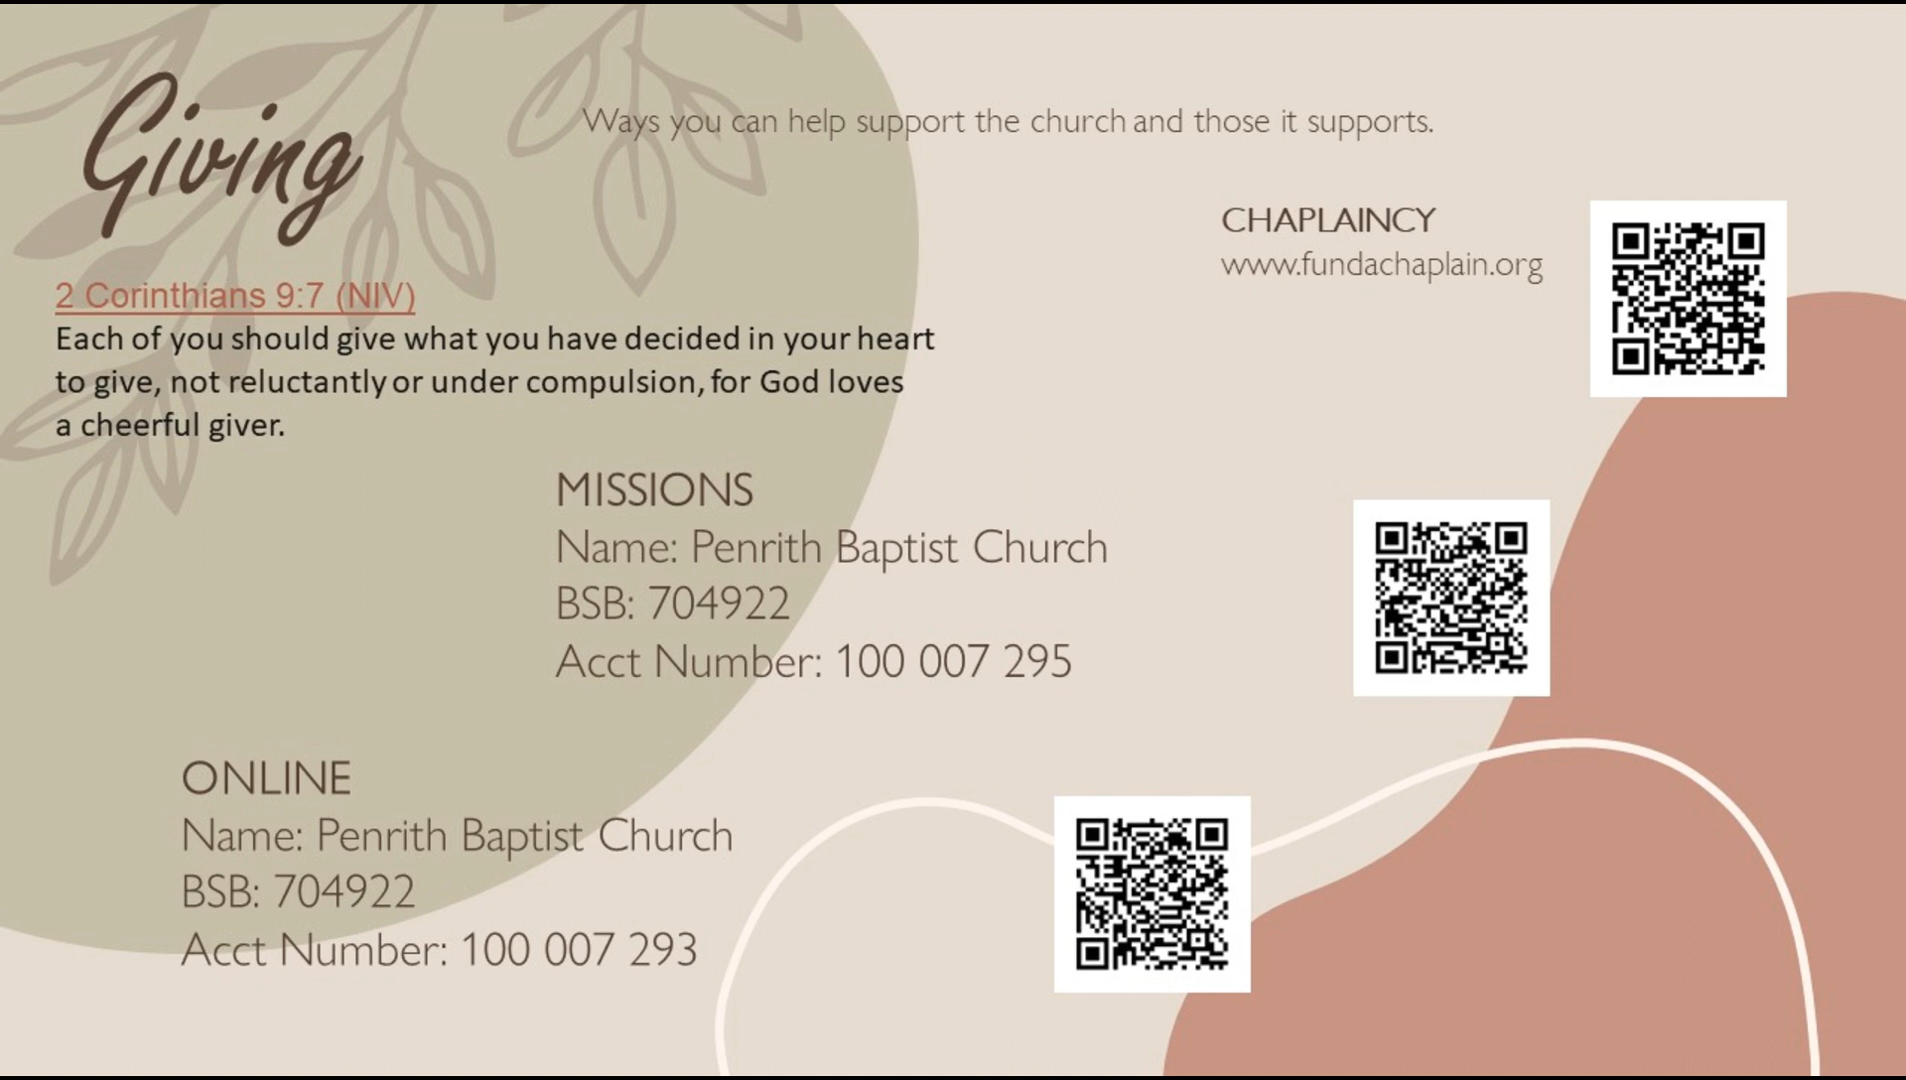 Giving
Ways you can help support the church and those it supports.
CHAPLAINCY
www.fundachaplain.org
2 Corinthians 9:7 (NIV)
Each of you should give what you have decided in your heart
to give, not reluctantly or under compulsion, for God loves
a cheerful giver.
MISSIONS
Name: Penrith Baptist Church
BSB: 704922
Acct Number: 100 007 295
ONLINE
Name: Penrith Baptist Church
BSB: 704922
Acct Number: 100 007 293